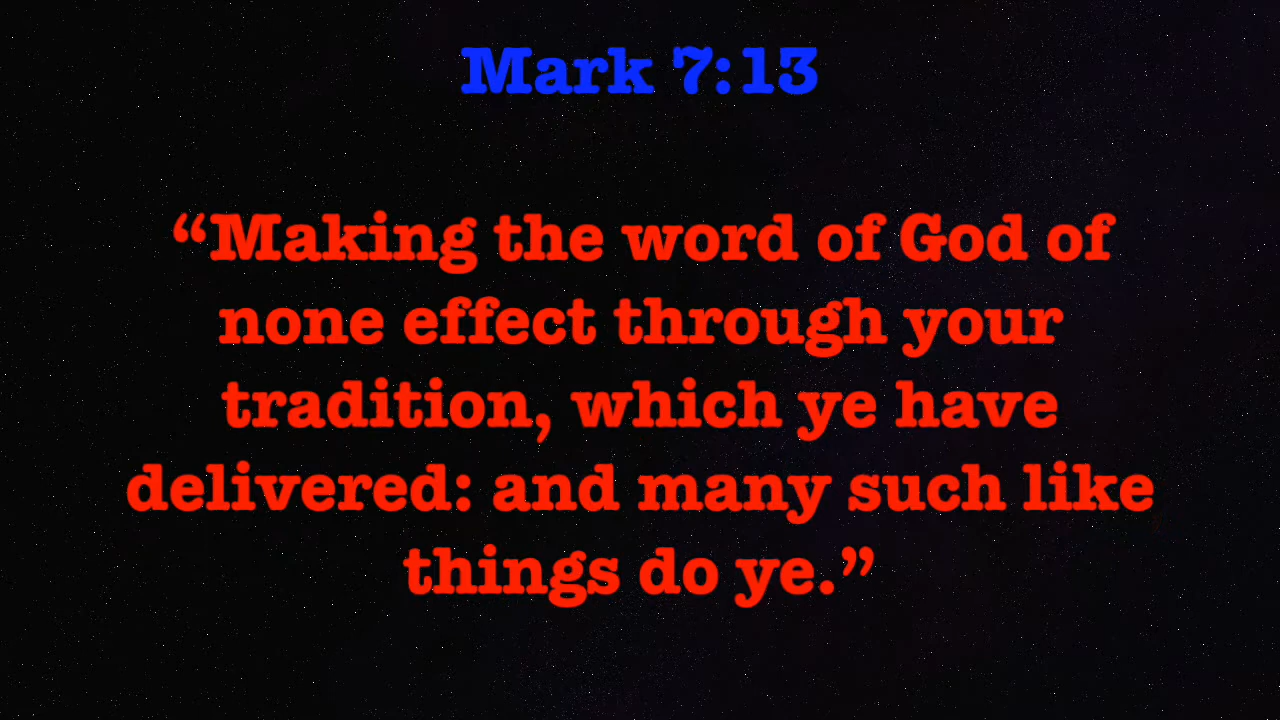 Mark 7:13
“Making the word of God of
none effect through your
tradition, which ye have
delivered: and many such like
things do ye.”